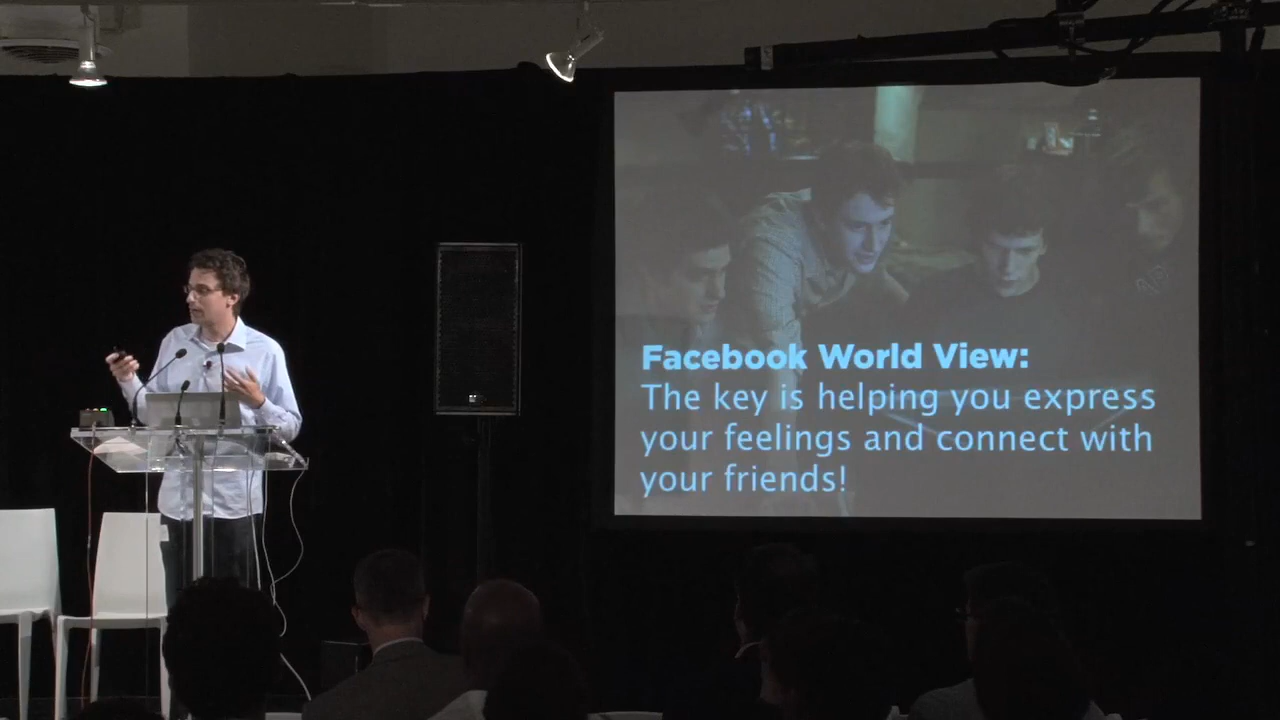 Facebook World View:
The key is helping you express
your feelings and connect with
your friends!